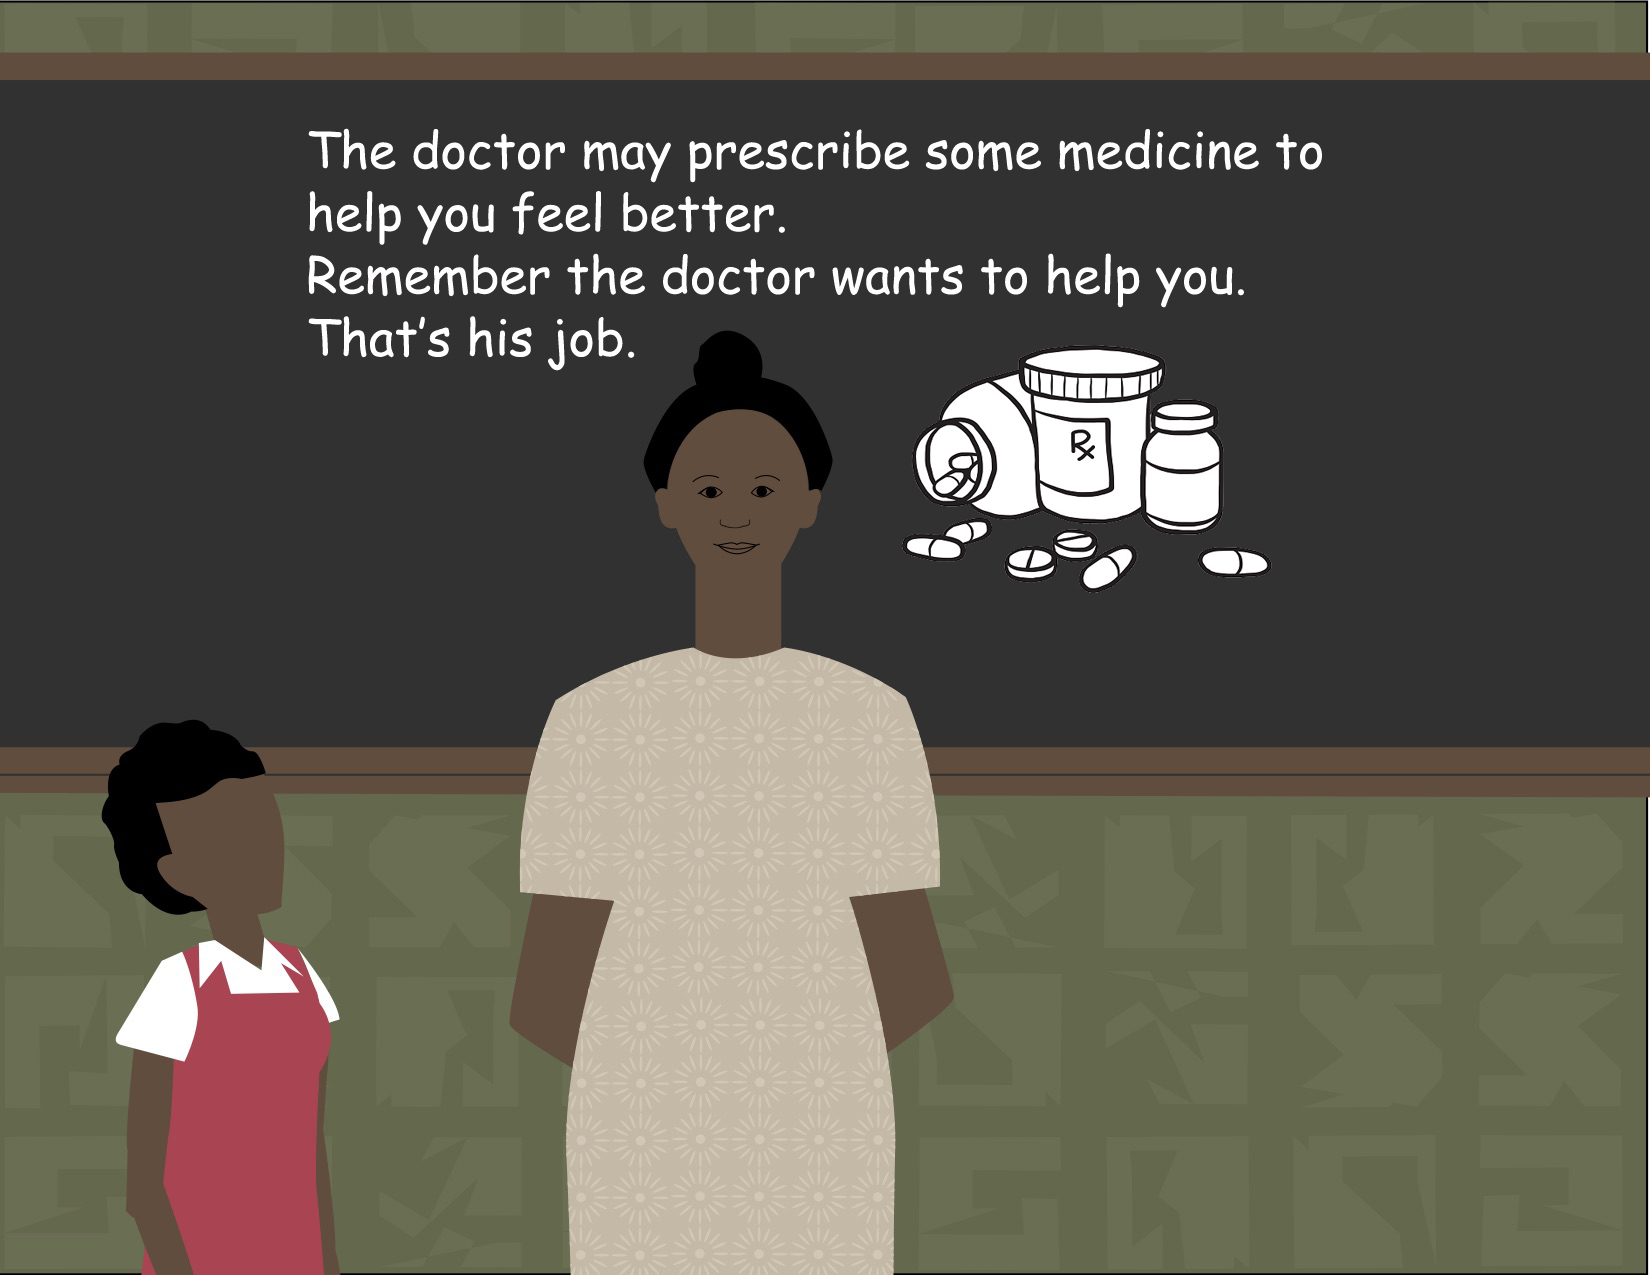 The doctor may prescribe some medicine to
help you feel better.
Remember the doctor wants to help you.
That’s his job.
Rx